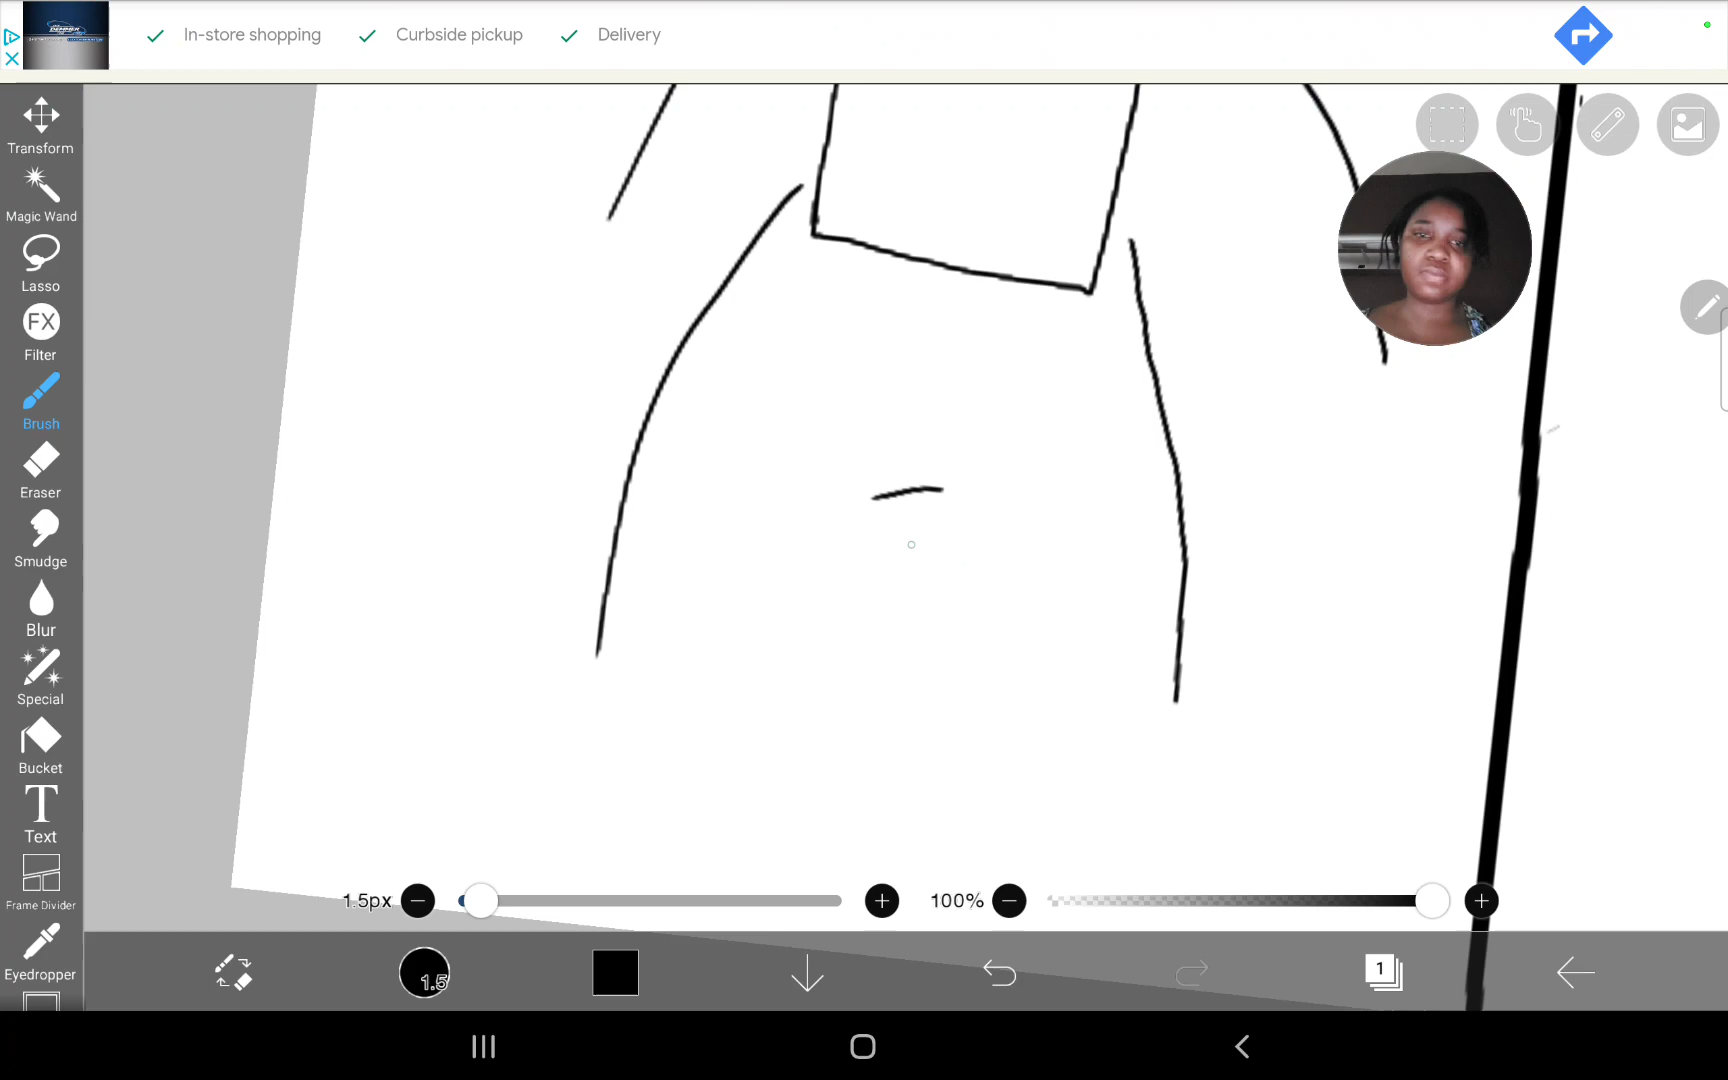 In-store shopping
Curbside pickup
Delivery
Transform
Magic Wand
Lasso
FX
Filter
Brush
Eraser
Smudge
Blur
Special
Bucket
T
Text
Frame Divider
Eyedropper
1.5px
100%
1.5
1